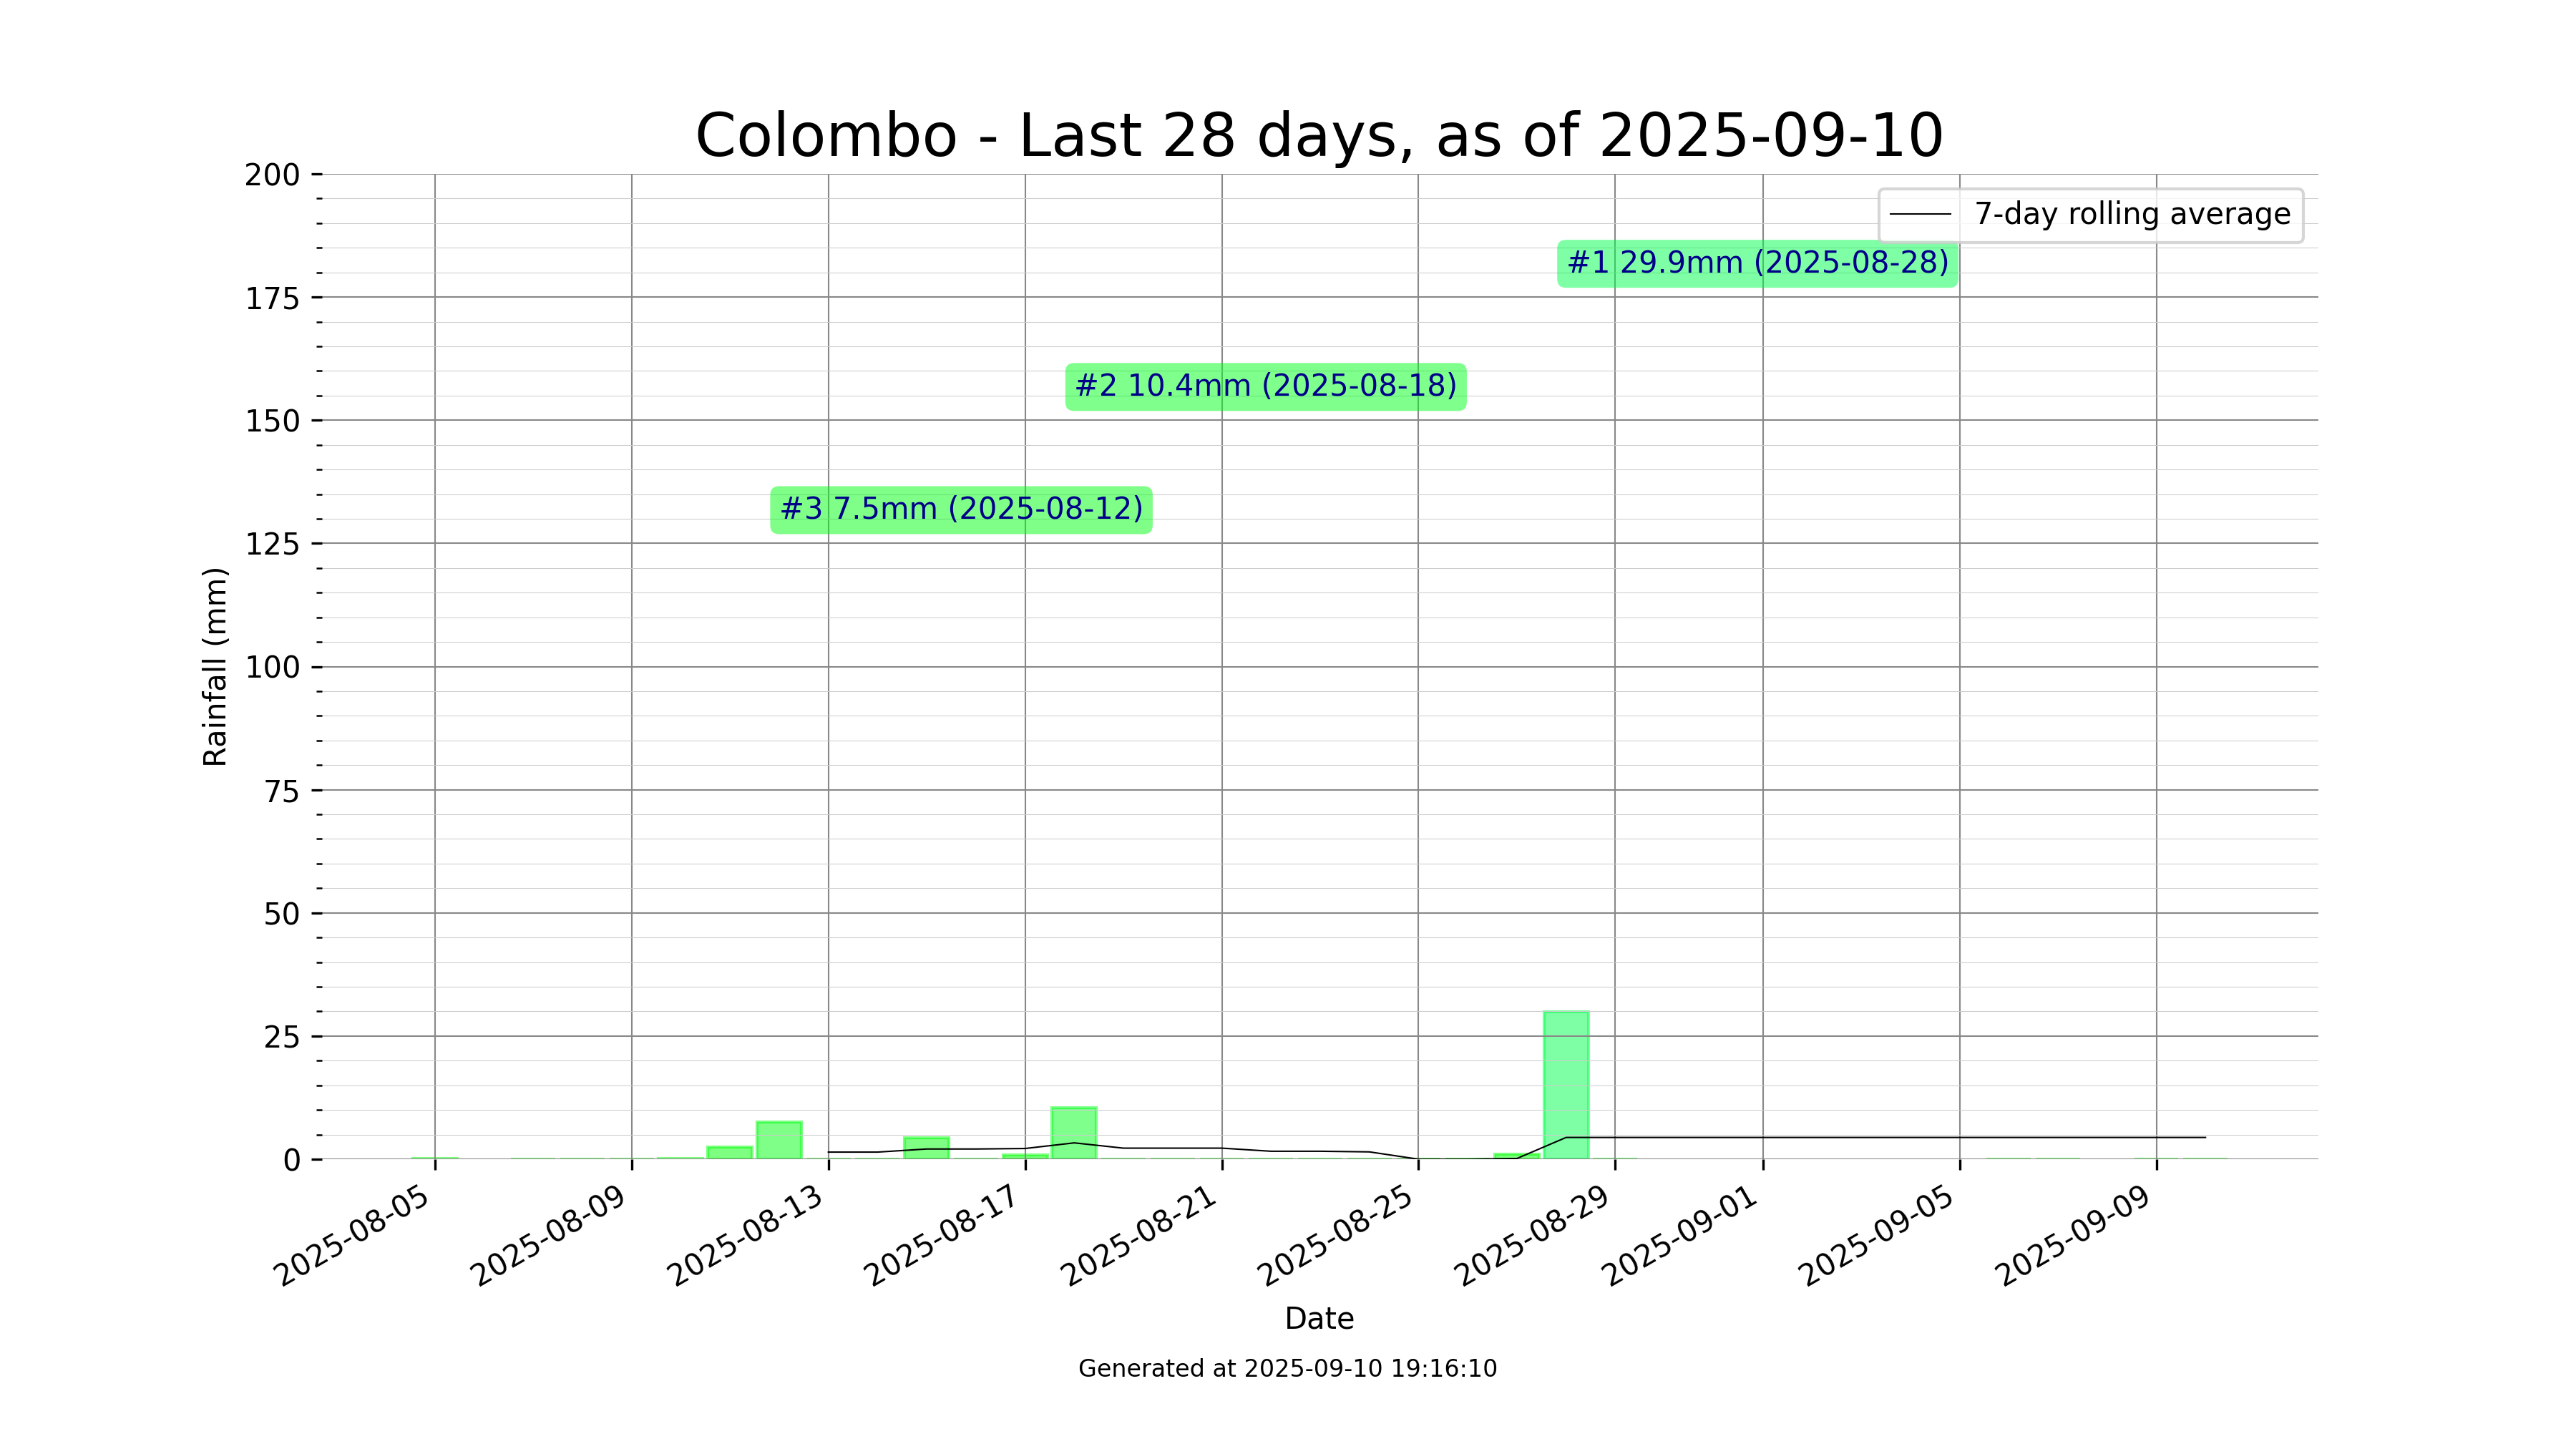 Colombo - Last 28 days, as of 2025-09-10
200
175
150
125
100
75
50
25
0
Rainfall (mm)
7-day rolling average
#1 29.9mm (2025-08-28)
#2 10.4mm (2025-08-18)
#3 7.5mm (2025-08-12)
2025-08-05
2025-08-09
2025-08-13
2025-08-17
2025-08-21
2025-08-25
2025-08-29
2025-09-01
2025-09-05
2025-09-09
Date
Generated at 2025-09-10 19:16:10